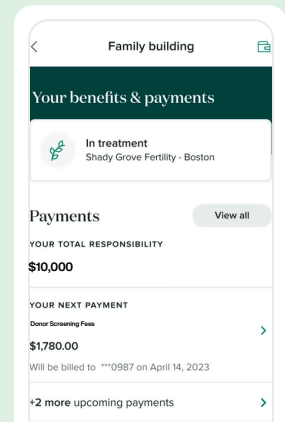 Family building
Your benefits & payments
In treatment
Shady Grove Fertility - Boston
Payments
View all
YOUR TOTAL RESPONSIBILITY
$10,000
YOUR NEXT PAYMENT
Donor Screening Fees
$1,780.00
Will be billed to ***0987 on April 14, 2023
+2 more upcoming payments